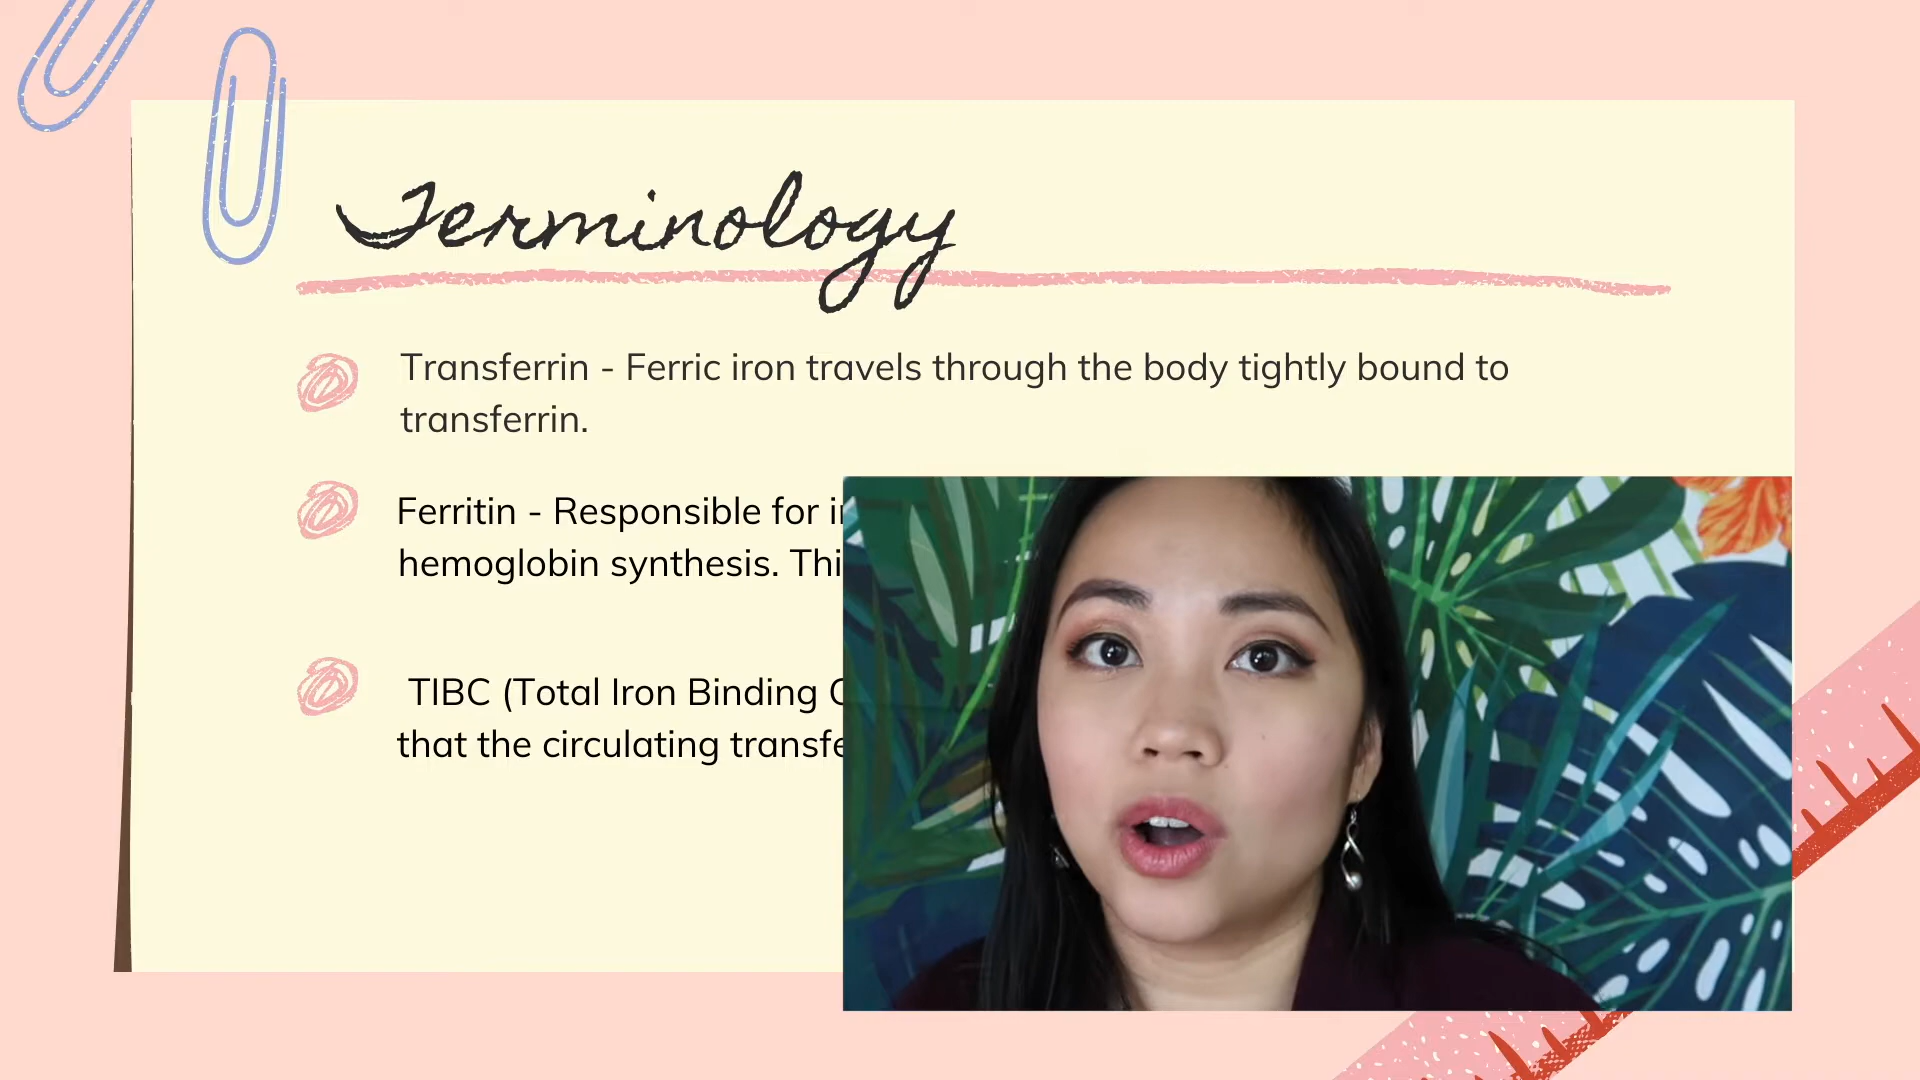 Terminology
Transferrin - Ferric iron travels through the body tightly bound to
transferrin.
Ferritin - Responsible for
hemoglobin synthesis.
TIBC (Total Iron Binding
that the circulating